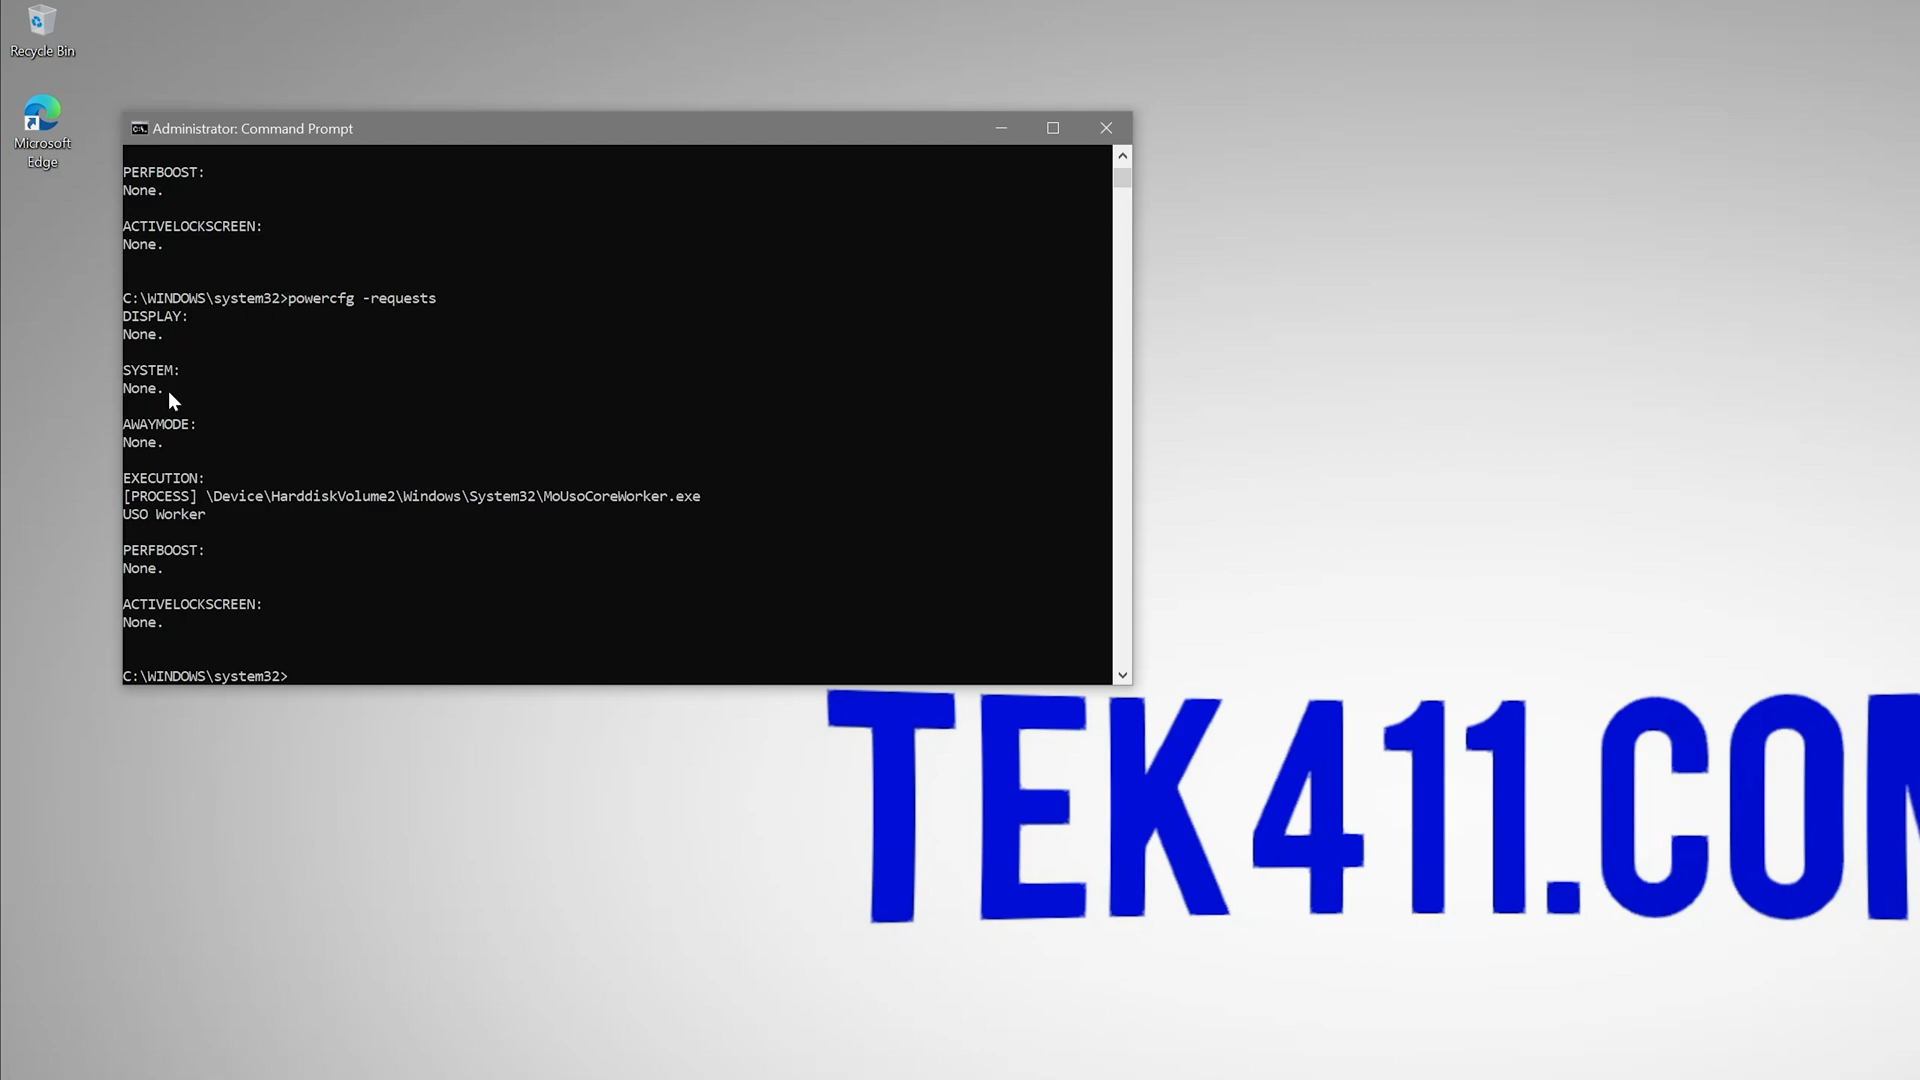 Recycle Bin
Microsoft
Edge
Administrator: Command Prompt
PERFBOOST:
None.
ACTIVELOCKSCREEN:
None.
C:\WINDOWS\system32>powercfg -requests
DISPLAY:
None.
SYSTEM:
None.
AWAYMODE:
None.
EXECUTION:
[PROCESS] \Device\HarddiskVolume2\Windows\System32\MoUsoCoreWorker.exe
USO Worker
PERFBOOST:
None.
ACTIVELOCKSCREEN:
None.
C:\WINDOWS\system32>
TEK411.COM